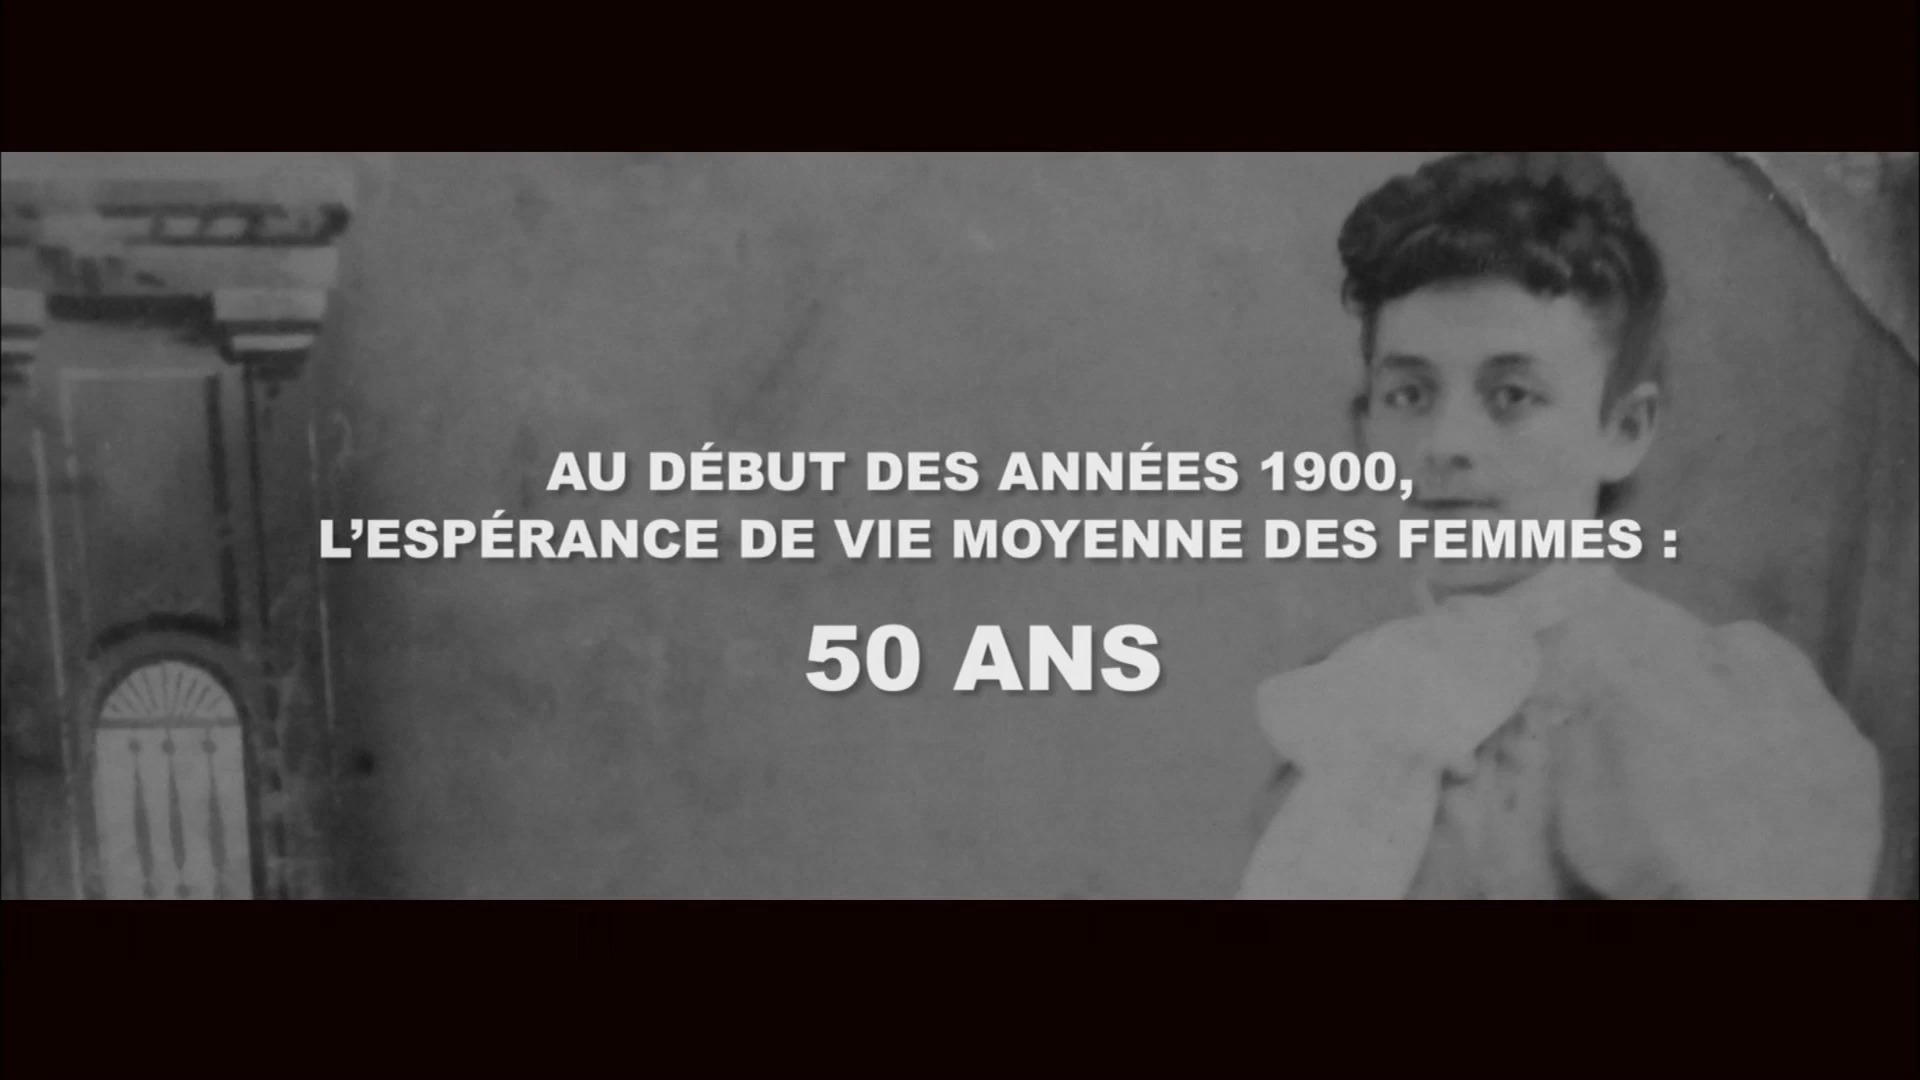 AU DÉBUT DES ANNÉES 1900,
L’ESPÉRANCE DE VIE MOYENNE DES FEMMES :
50 ANS